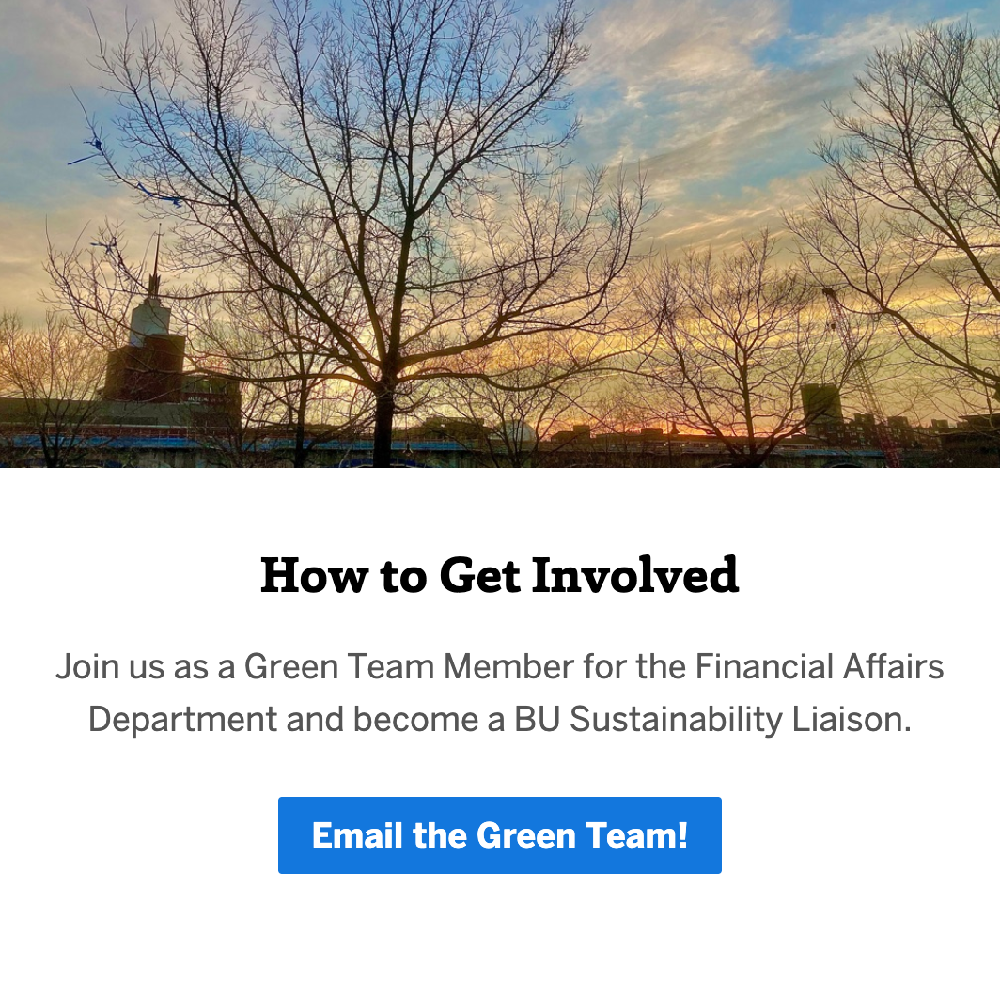 How to Get Involved
Join us as a Green Team Member for the Financial Affairs
Department and become a BU Sustainability Liaison.
Email the Green Team!